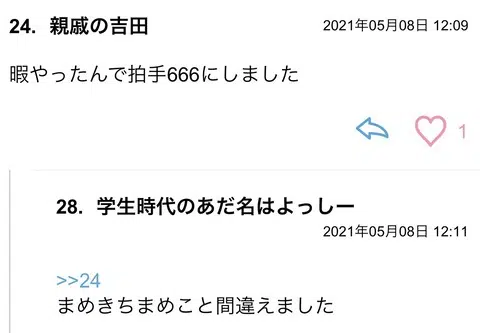 24. 親戚の吉田
2021年05月08日 12:09
暇やったんで拍手666にしました
1
28. 学生時代のあだ名はよっしー
2021年05月08日 12:11
>>24
まめきちまめこと間違えました